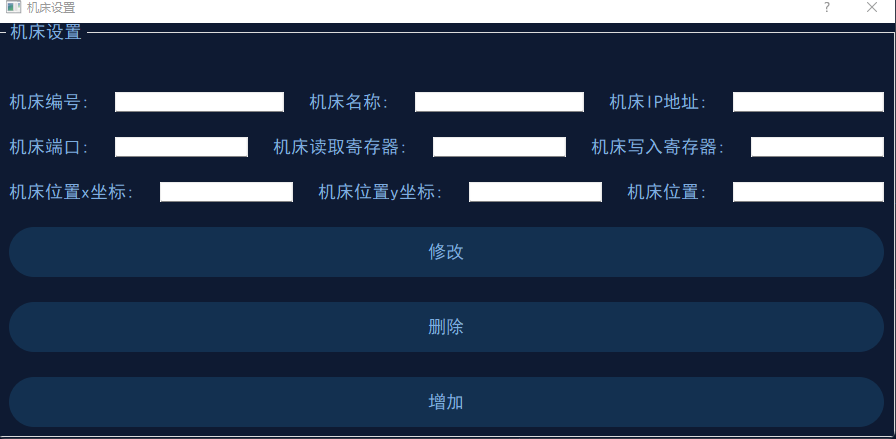 机床设置 ?
机床设置
机床编号: 机床名称: 机床IP地址:
机床端口: 机床读取寄存器: 机床写入寄存器:
机床位置x坐标: 机床位置y坐标: 机床位置:
修改
删除
增加